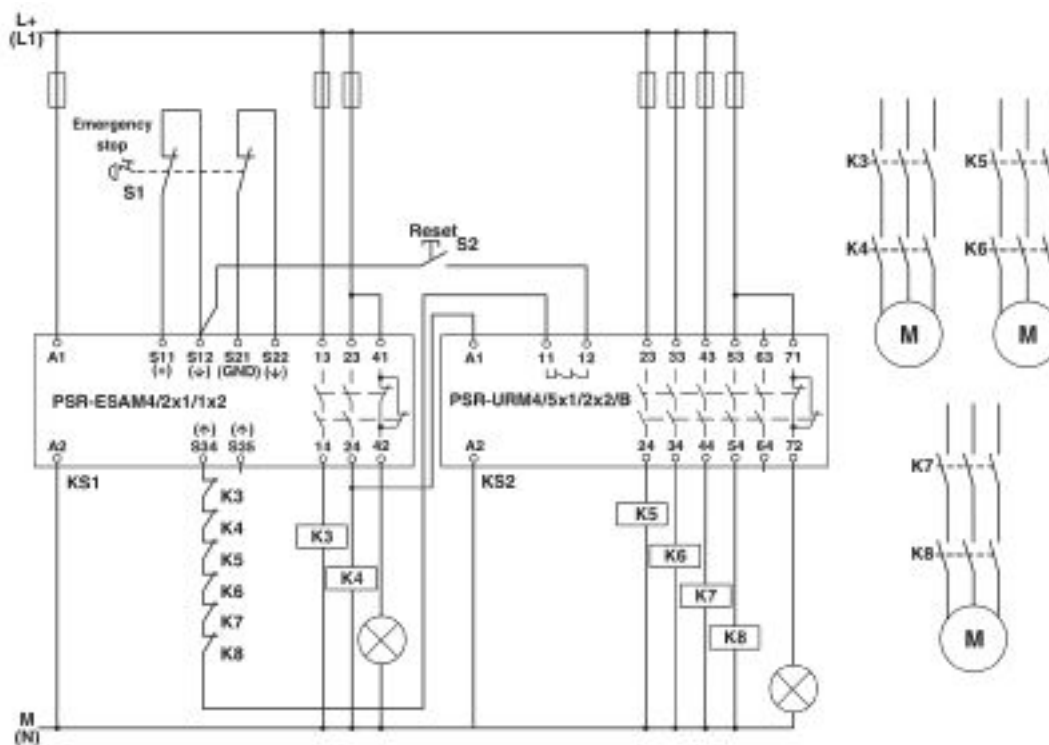 L+
(L1)
Emergency
stop
S1
Reset
S2
K3
K5
K4
K6
M
M
A1
S11
S12
S21
S22
13
23
41
(+)
(GND)
PSR-ESAM4/2x1/1x2
A2
S34
S35
14
24
42
KS1
A1
11
12
23
33
43
53
63
71
PSR-URM4/5x1/2x2/B
A2
24
34
44
54
64
72
KS2
K3
K4
K5
K6
K7
K8
K3
K4
K5
K6
K7
K8
K7
K8
M
M
(N)